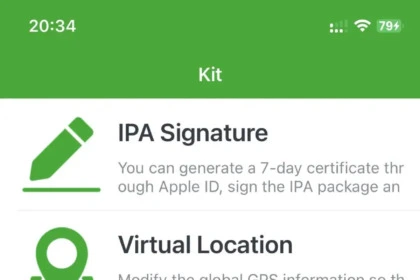 20:34
79
Kit
IPA Signature
You can generate a 7-day certificate thr
ough Apple ID, sign the IPA package an
Virtual Location
Modify the global GPS information so th